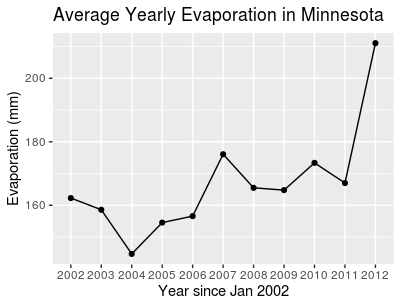 Average Yearly Evaporation in Minnesota
Evaporation (mm)
200
180
160
2002 2003 2004 2005 2006 2007 2008 2009 2010 2011 2012
Year since Jan 2002